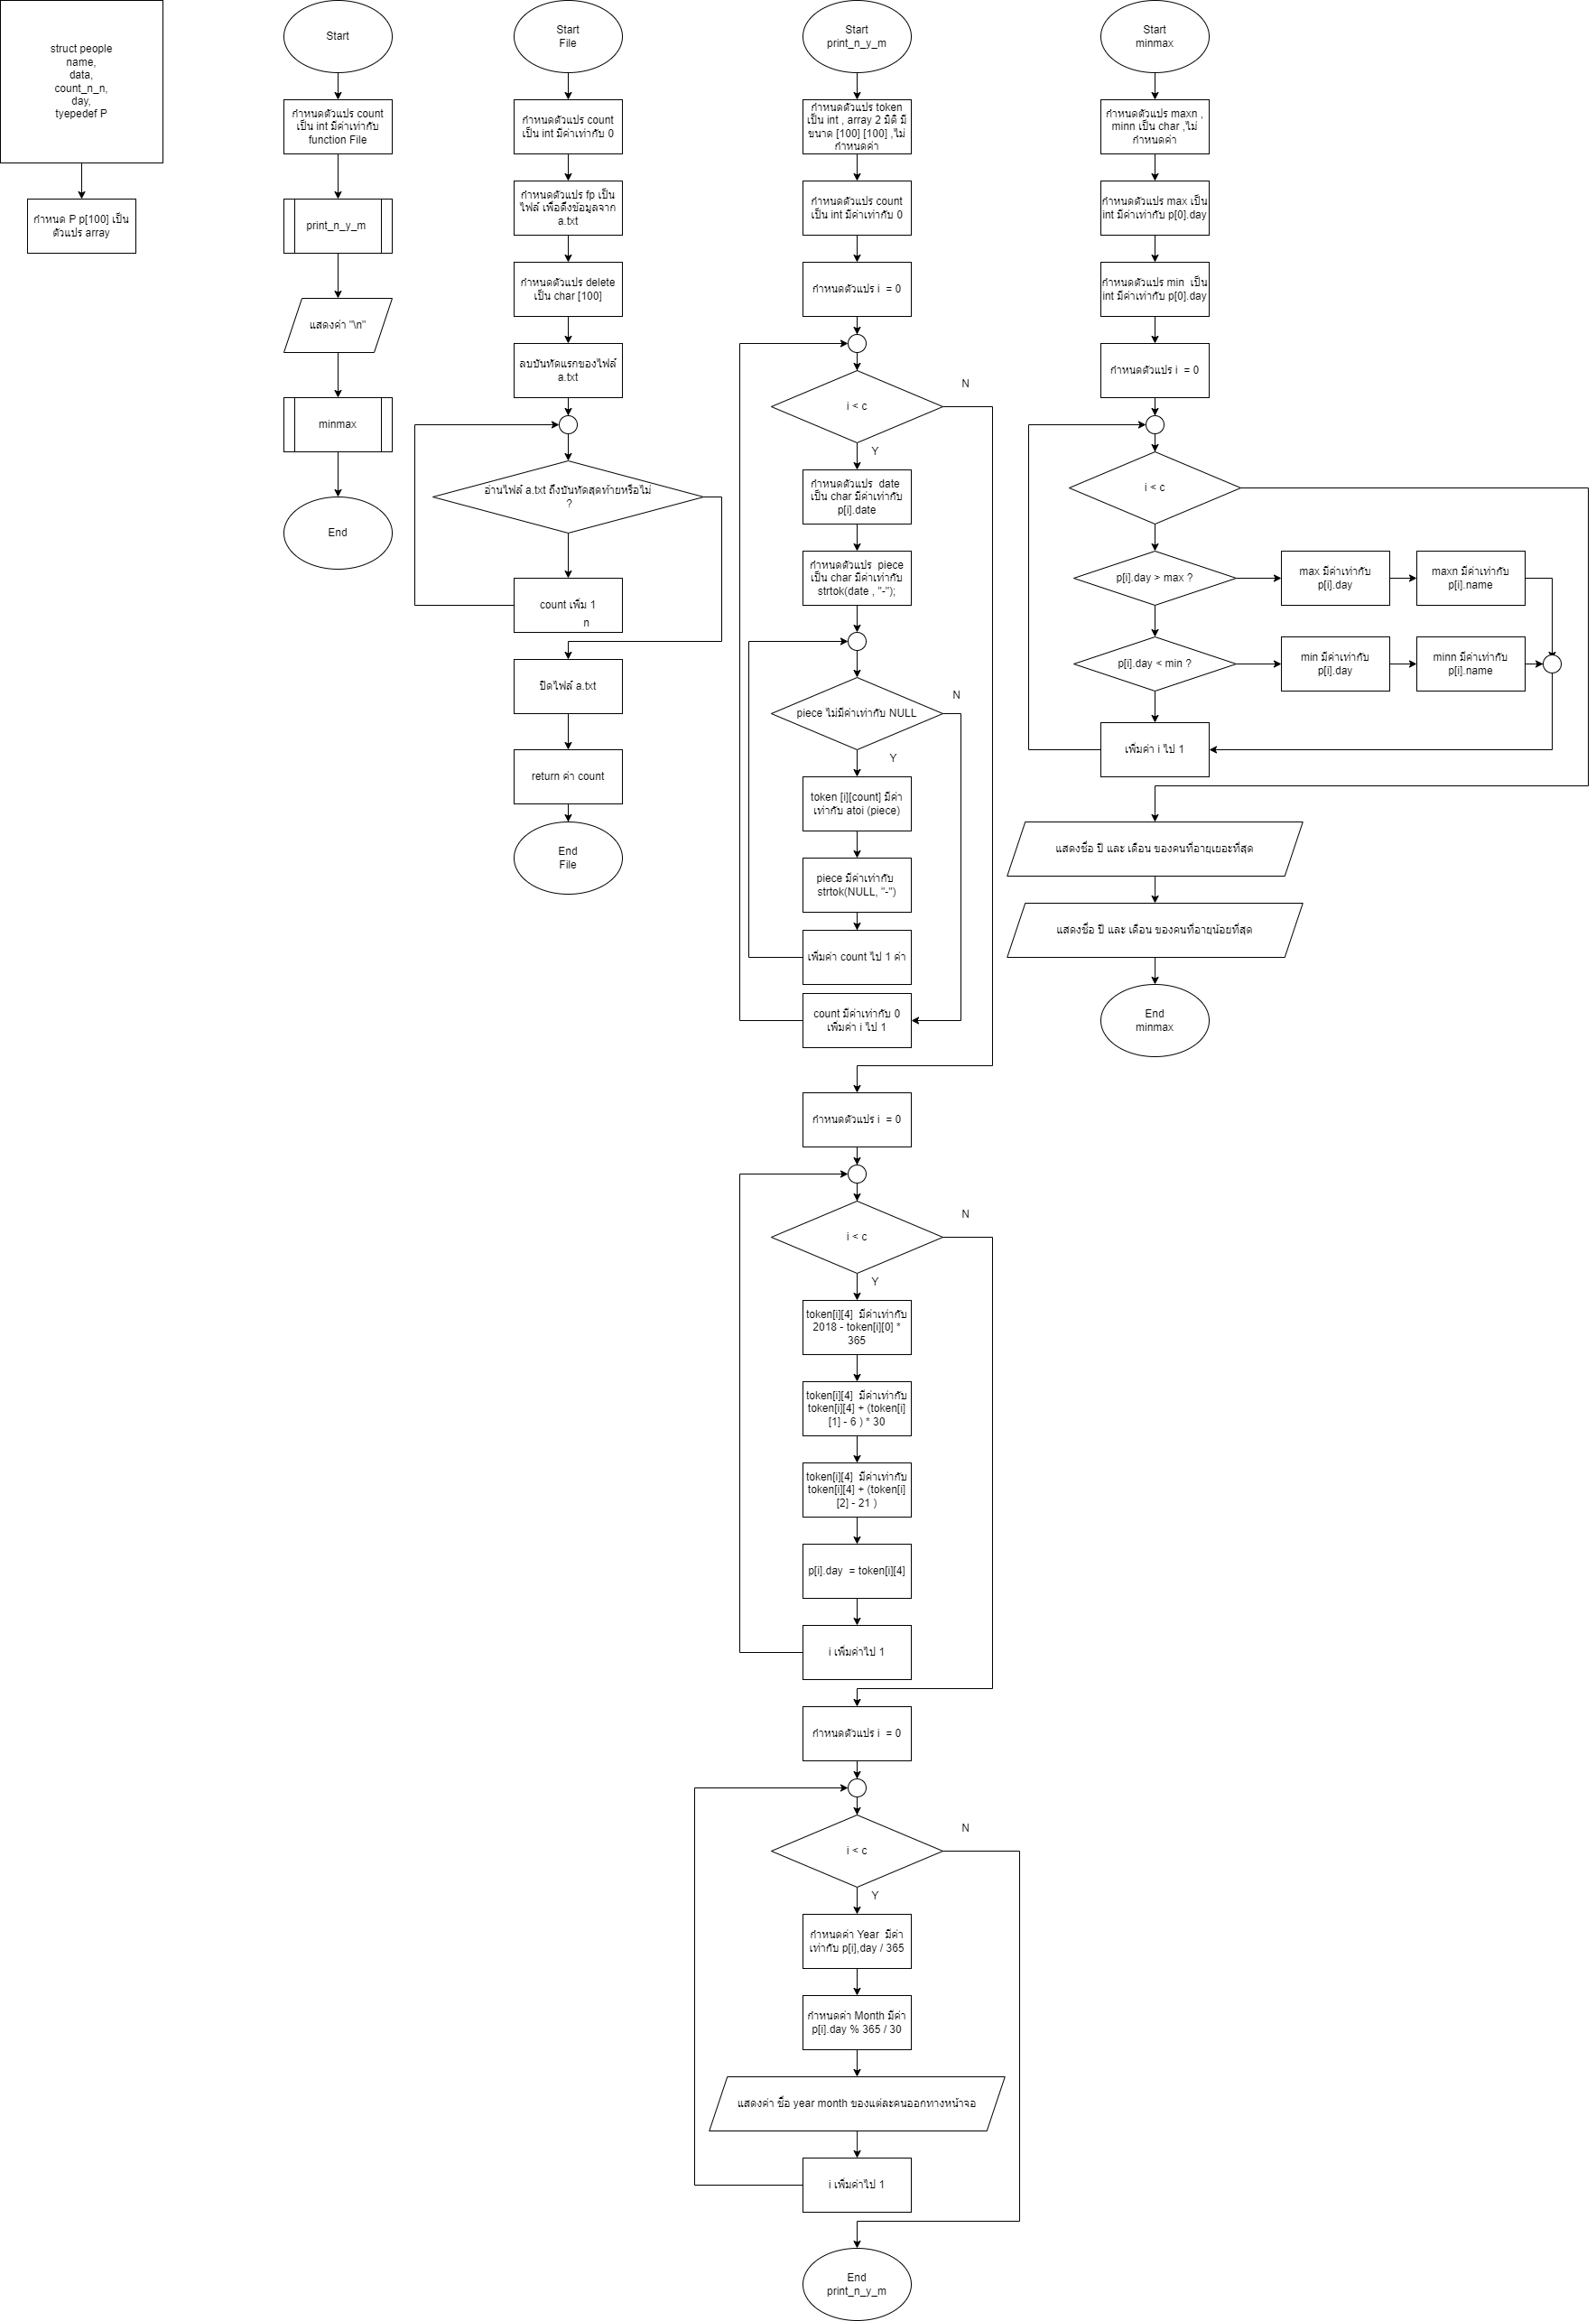 struct people
name,
data,
count_n_n,
day,
tyepedef P
กำหนด P p[100] เป็น
ตัวแปร array
Start
กำหนดตัวแปร count
เป็น int มีค่าเท่ากับ
function File
print_n_y_m
แสดงค่า "\n"
minmax
End
Start
File
กำหนดตัวแปร count
เป็น int มีค่าเท่ากับ 0
กำหนดตัวแปร fp เป็น
ไฟล์ เพื่อดึงข้อมูลจาก
a.txt
กำหนดตัวแปร delete
เป็น char [100]
ลบบันทัดแรกของไฟล์
a.txt
อ่านไฟล์ a.txt ถึงบันทัดสุดท้ายหรือไม่
?
count เพิ่ม 1
n
ปิดไฟล์ a.txt
return ค่า count
End
File
Start
print_n_y_m
กำหนดตัวแปร token
เป็น int , array 2 มิติ มี
ขนาด [100] [100] ,ไม่
กำหนดค่า
กำหนดตัวแปร count
เป็น int มีค่าเท่ากับ 0
กำหนดตัวแปร i = 0
i < c
N
Y
กำหนดตัวแปร date
เป็น char มีค่าเท่ากับ
p[i].date
กำหนดตัวแปร piece
เป็น char มีค่าเท่ากับ
strtok(date , "-");
piece ไม่มีค่าเท่ากับ NULL
N
Y
token [i][count] มีค่า
เท่ากับ atoi (piece)
piece มีค่าเท่ากับ
strtok(NULL, "-")
เพิ่มค่า count ไป 1 ค่า
count มีค่าเท่ากับ 0
เพิ่มค่า i ไป 1
กำหนดตัวแปร i = 0
i < c
N
Y
token[i][4] มีค่าเท่ากับ
2018 - token[i][0] *
365
token[i][4] มีค่าเท่ากับ
token[i][4] + (token[i]
[1] - 6 ) * 30
token[i][4] มีค่าเท่ากับ
token[i][4] + (token[i]
[2] - 21 )
p[i].day = token[i][4]
i เพิ่มค่าไป 1
กำหนดตัวแปร i = 0
i < c
N
Y
กำหนดค่า Year มีค่า
เท่ากับ p[i],day / 365
กำหนดค่า Month มีค่า
p[i].day % 365 / 30
แสดงค่า ชื่อ year month ของแต่ละคนออกทางหน้าจอ
i เพิ่มค่าไป 1
End
print_n_y_m
Start
minmax
กำหนดตัวแปร maxn ,
minn เป็น char ,ไม่
กำหนดค่า
กำหนดตัวแปร max เป็น
int มีค่าเท่ากับ p[0].day
กำหนดตัวแปร min เป็น
int มีค่าเท่ากับ p[0].day
กำหนดตัวแปร i = 0
i < c
p[i].day > max ?
max มีค่าเท่ากับ
p[i].day
maxn มีค่าเท่ากับ
p[i].name
p[i].day < min ?
min มีค่าเท่ากับ
p[i].day
minn มีค่าเท่ากับ
p[i].name
เพิ่มค่า i ไป 1
แสดงชื่อ ปี และ เดือน ของคนที่อายุเยอะที่สุด
แสดงชื่อ ปี และ เดือน ของคนที่อายุน้อยที่สุด
End
minmax